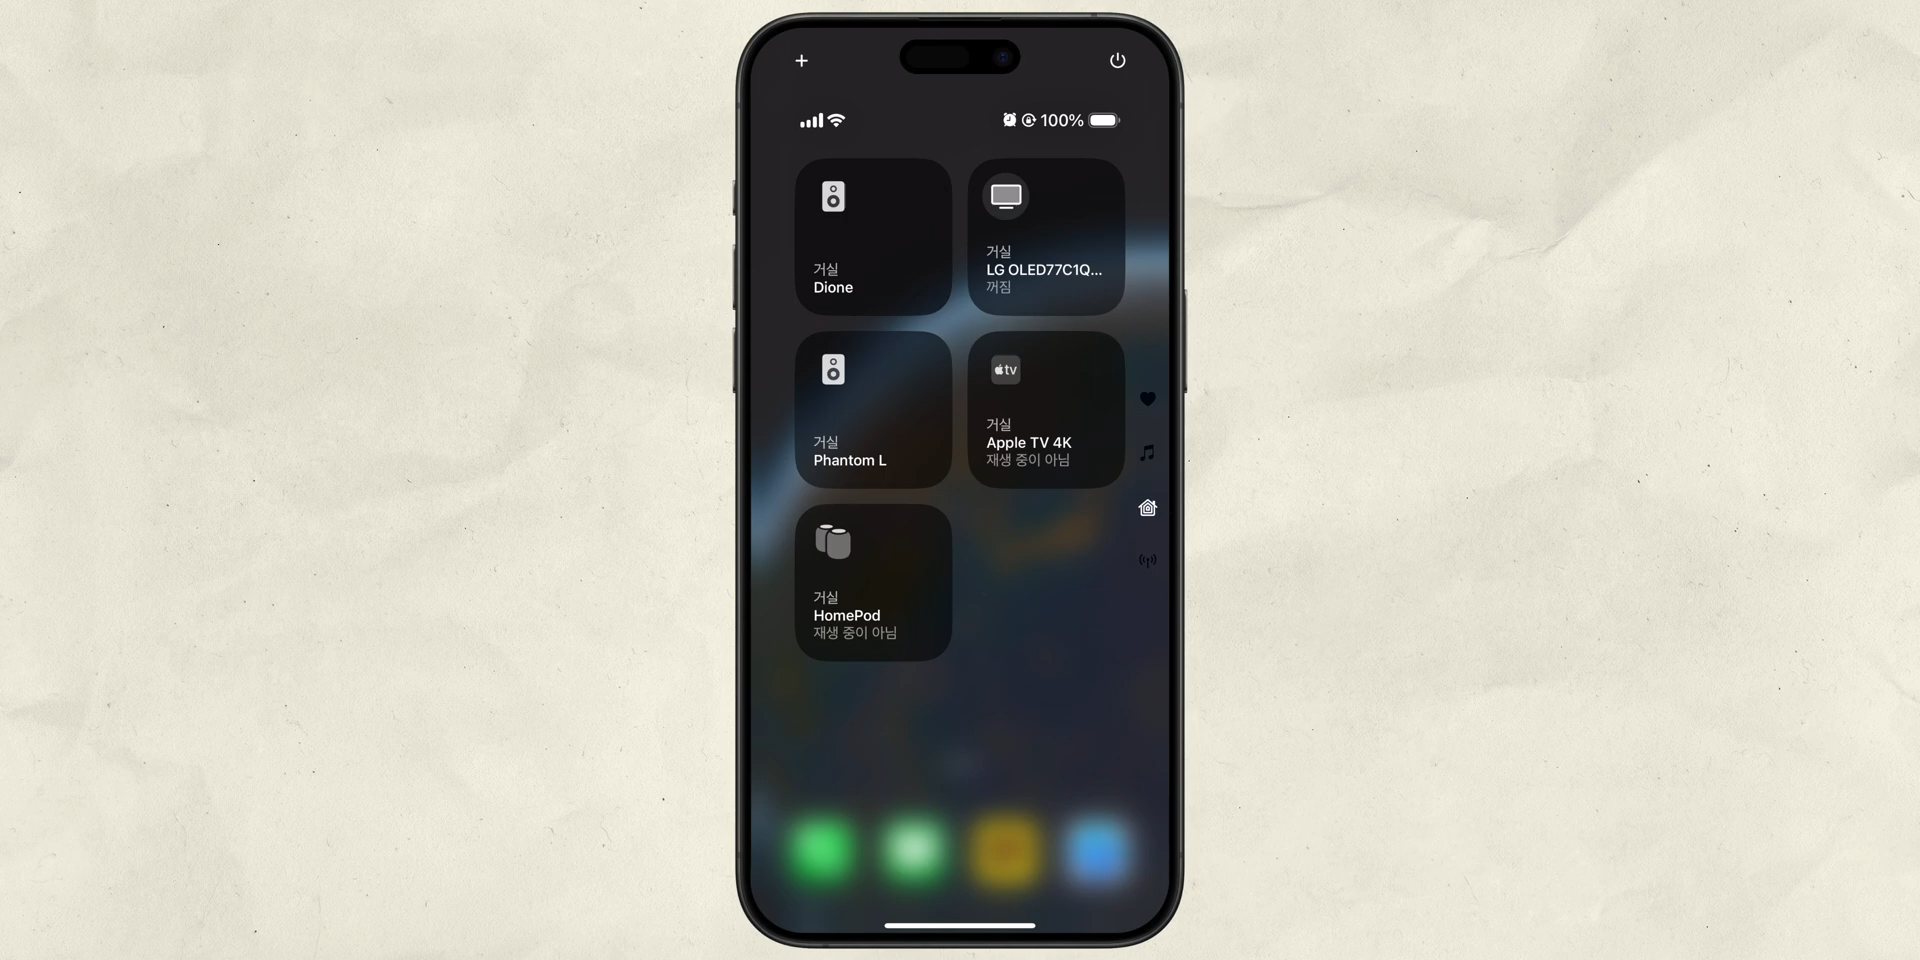 100%
거실
Dione
거실
LG OLED77C1Q...
꺼짐
거실
Phantom L
tv
거실
Apple TV 4K
재생 중이 아님
거실
HomePod
재생 중이 아님